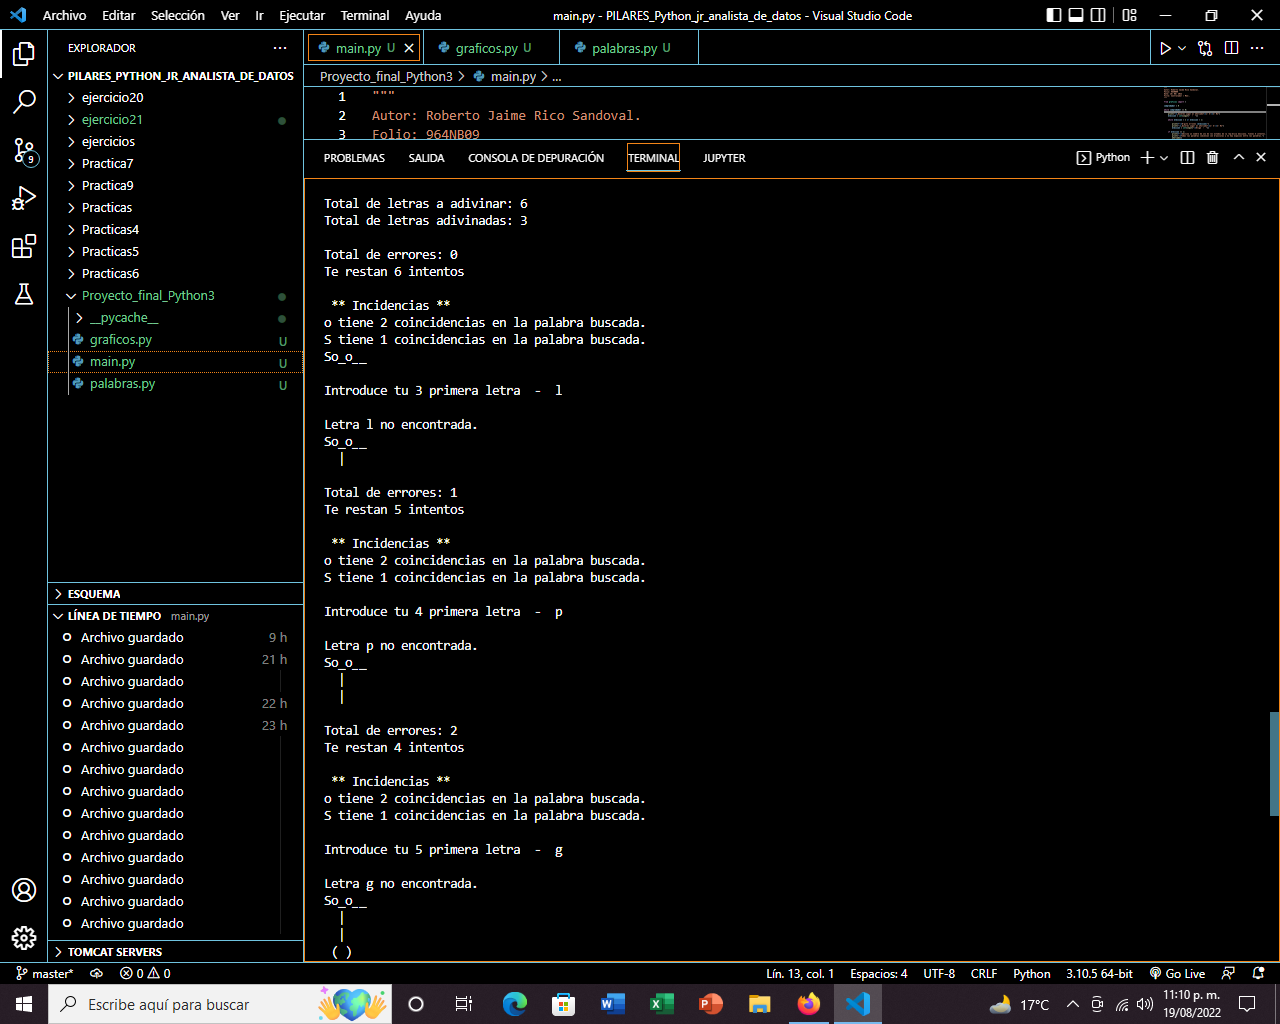 Archivo Editar Selección Ver Ir Ejecutar Terminal Ayuda
main.py - PILARES_Python_jr_analista_de_datos - Visual Studio Code
EXPLORADOR
PILARES_PYTHON_JR_ANALISTA_DE_DATOS
ejercicio20
ejercicio21
ejercicios
Practica7
Practica9
Practicas
Practicas4
Practicas5
Practicas6
Proyecto_final_Python3
__pycache__
graficos.py U
main.py U
palabras.py U
ESQUEMA
LÍNEA DE TIEMPO main.py
Archivo guardado 9 h
Archivo guardado 21 h
Archivo guardado
Archivo guardado 22 h
Archivo guardado 23 h
Archivo guardado
Archivo guardado
Archivo guardado
Archivo guardado
Archivo guardado
Archivo guardado
Archivo guardado
Archivo guardado
Archivo guardado
TOMCAT SERVERS
9
main.py U graficos.py U palabras.py U
Proyecto_final_Python3 > main.py > ...
1 """
2 Autor: Roberto Jaime Rico Sandoval.
3 Folio: 964NB09
PROBLEMAS SALIDA CONSOLA DE DEPURACIÓN TERMINAL JUPYTER
Python
Total de letras a adivinar: 6
Total de letras adivinadas: 3
Total de errores: 0
Te restan 6 intentos
** Incidencias **
o tiene 2 coincidencias en la palabra buscada.
S tiene 1 coincidencias en la palabra buscada.
So_o__
Introduce tu 3 primera letra - l
Letra l no encontrada.
So_o__
|
Total de errores: 1
Te restan 5 intentos
** Incidencias **
o tiene 2 coincidencias en la palabra buscada.
S tiene 1 coincidencias en la palabra buscada.
Introduce tu 4 primera letra - p
Letra p no encontrada.
So_o__
|
|
Total de errores: 2
Te restan 4 intentos
** Incidencias **
o tiene 2 coincidencias en la palabra buscada.
S tiene 1 coincidencias en la palabra buscada.
Introduce tu 5 primera letra - g
Letra g no encontrada.
So_o__
|
|
( )
master* 0 0 Lín. 13, col. 1 Espacios: 4 UTF-8 CRLF Python 3.10.5 64-bit Go Live
Escribe aquí para buscar
17°C
11:10 p. m.
19/08/2022